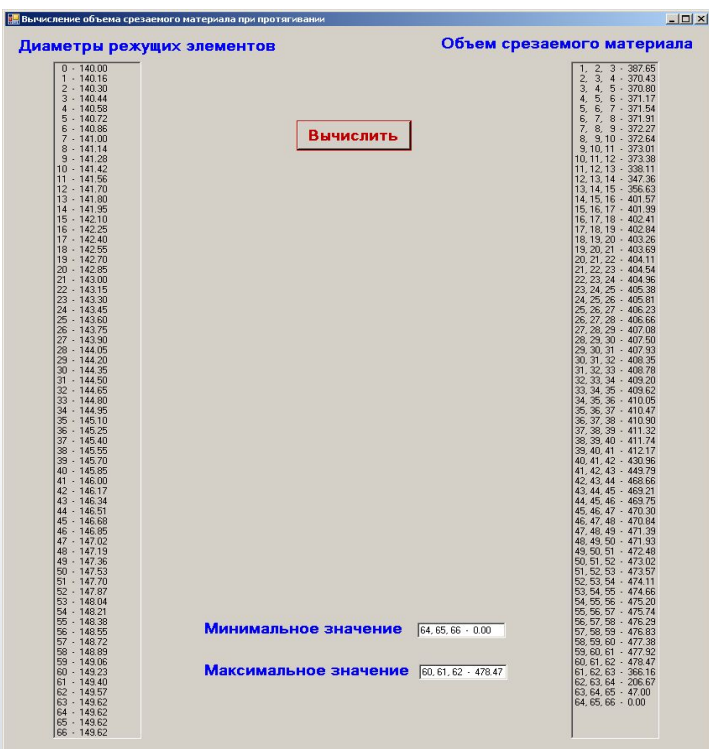 Вычисление объема срезаемого материала при протягивании
Диаметры режущих элементов
0 - 140.00
1 - 140.16
2 - 140.30
3 - 140.44
4 - 140.58
5 - 140.72
6 - 140.86
7 - 141.00
8 - 141.14
9 - 141.28
10 - 141.42
11 - 141.56
12 - 141.70
13 - 141.80
14 - 141.95
15 - 142.10
16 - 142.25
17 - 142.40
18 - 142.55
19 - 142.70
20 - 142.85
21 - 143.00
22 - 143.15
23 - 143.30
24 - 143.45
25 - 143.60
26 - 143.75
27 - 143.90
28 - 144.05
29 - 144.20
30 - 144.35
31 - 144.50
32 - 144.65
33 - 144.80
34 - 144.95
35 - 145.10
36 - 145.25
37 - 145.40
38 - 145.55
39 - 145.70
40 - 145.85
41 - 146.00
42 - 146.17
43 - 146.34
44 - 146.51
45 - 146.68
46 - 146.85
47 - 147.02
48 - 147.19
49 - 147.36
50 - 147.53
51 - 147.70
52 - 147.87
53 - 148.04
54 - 148.21
55 - 148.38
56 - 148.55
57 - 148.72
58 - 148.89
59 - 149.06
60 - 149.23
61 - 149.40
62 - 149.57
63 - 149.62
64 - 149.62
65 - 149.62
66 - 149.62
Вычислить
Минимальное значение 64, 65, 66 - 0.00
Максимальное значение 60, 61, 62 - 478.47
Объем срезаемого материала
1, 2, 3 - 387.65
2, 3, 4 - 370.43
3, 4, 5 - 370.80
4, 5, 6 - 371.17
5, 6, 7 - 371.54
6, 7, 8 - 371.91
7, 8, 9 - 372.27
8, 9, 10 - 372.64
9, 10, 11 - 373.01
10, 11, 12 - 373.38
11, 12, 13 - 338.11
12, 13, 14 - 347.36
13, 14, 15 - 356.63
14, 15, 16 - 401.57
15, 16, 17 - 401.99
16, 17, 18 - 402.41
17, 18, 19 - 402.84
18, 19, 20 - 403.26
19, 20, 21 - 403.69
20, 21, 22 - 404.11
21, 22, 23 - 404.54
22, 23, 24 - 404.96
23, 24, 25 - 405.38
24, 25, 26 - 405.81
25, 26, 27 - 406.23
26, 27, 28 - 406.66
27, 28, 29 - 407.08
28, 29, 30 - 407.50
29, 30, 31 - 407.93
30, 31, 32 - 408.35
31, 32, 33 - 408.78
32, 33, 34 - 409.20
33, 34, 35 - 409.62
34, 35, 36 - 410.05
35, 36, 37 - 410.47
36, 37, 38 - 410.90
37, 38, 39 - 411.32
38, 39, 40 - 411.74
39, 40, 41 - 412.17
40, 41, 42 - 430.96
41, 42, 43 - 449.79
42, 43, 44 - 468.66
43, 44, 45 - 469.21
44, 45, 46 - 469.75
45, 46, 47 - 470.30
46, 47, 48 - 470.84
47, 48, 49 - 471.39
48, 49, 50 - 471.93
49, 50, 51 - 472.48
50, 51, 52 - 473.02
51, 52, 53 - 473.57
52, 53, 54 - 474.11
53, 54, 55 - 474.66
54, 55, 56 - 475.20
55, 56, 57 - 475.74
56, 57, 58 - 476.29
57, 58, 59 - 476.83
58, 59, 60 - 477.38
59, 60, 61 - 477.92
60, 61, 62 - 478.47
61, 62, 63 - 366.16
62, 63, 64 - 206.67
63, 64, 65 - 47.00
64, 65, 66 - 0.00